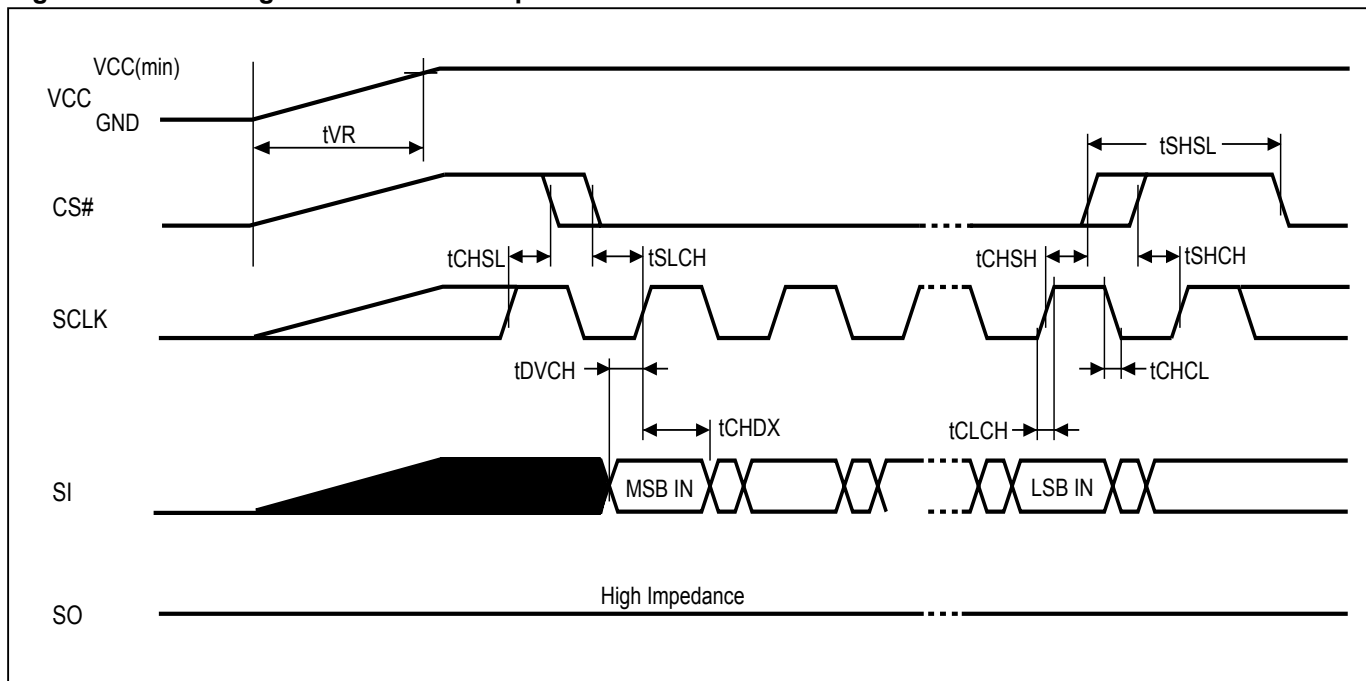 VCC(min)
VCC
GND
tVR
tSHSL
CS#
tCHSL
tSLCH
tCHSH
tSHCH
SCLK
tDVCH
tCHCL
tCHDX
tCLCH
SI
MSB IN
LSB IN
High Impedance
SO